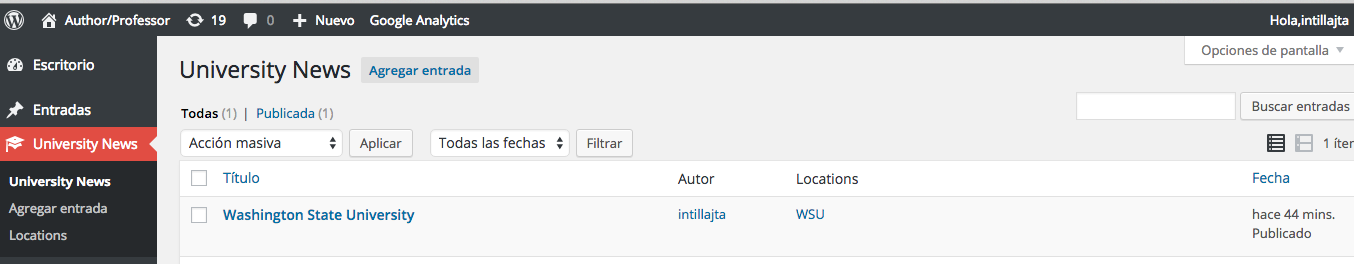 Author/Professor 19 0 Nuevo Google Analytics Hola,intillajta
Escritorio
Entradas
University News
University News
Agregar entrada
Locations
Opciones de pantalla
University News Agregar entrada
Todas (1) | Publicada (1)
Buscar entradas
Acción masiva Aplicar Todas las fechas Filtrar
Título Autor Locations Fecha
Washington State University intillajta WSU hace 44 mins.
Publicado